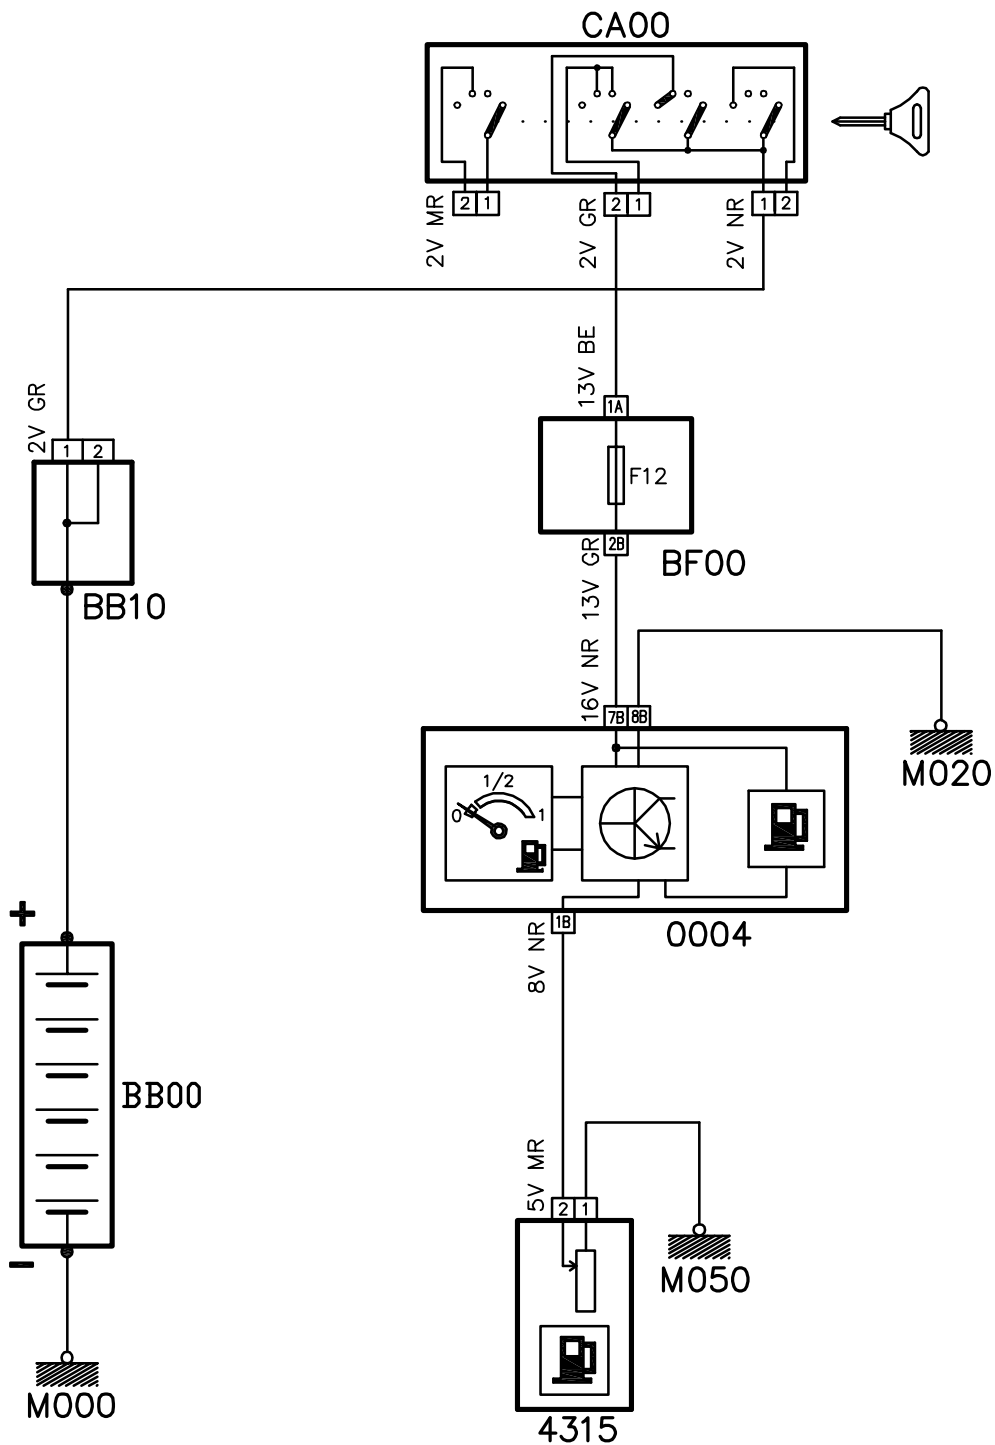 CA00
2 1
2 1
1 2
2V MR
2V GR
2V NR
13V BE
2V GR
1A
1 2
F12
2B
BF00
13V GR
BB10
16V NR
7B 8B
M020
1/2
0
1
+
1B
0004
8V NR
BB00
5V MR
2 1
-
M050
M000
4315